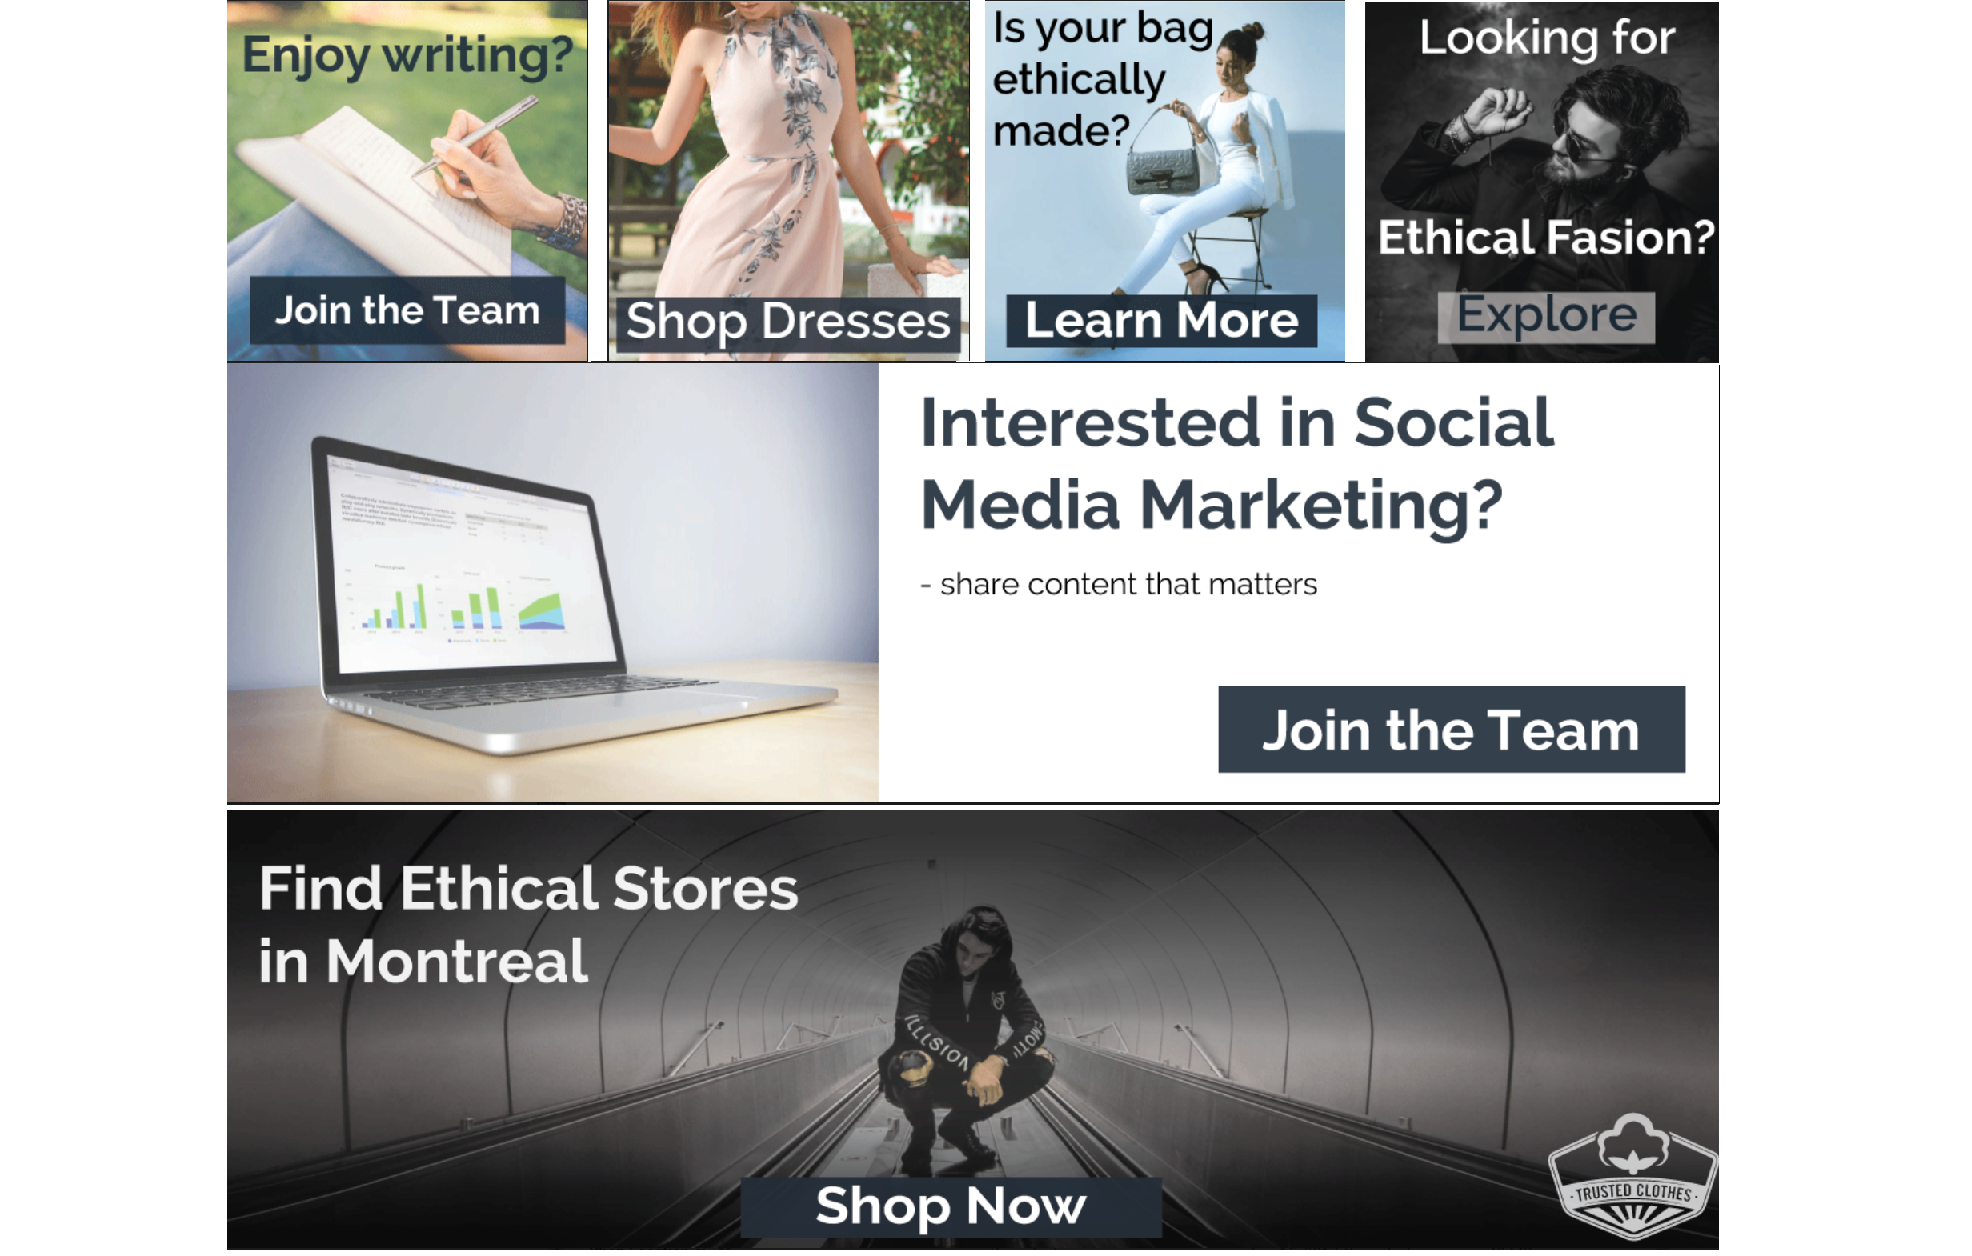 Enjoy writing?
Join the Team
Shop Dresses
Is your bag
ethically
made?
Learn More
Looking for
Ethical Fasion?
Explore
Interested in Social
Media Marketing?
- share content that matters
Join the Team
Find Ethical Stores
in Montreal
ILLUSION
Shop Now
· TRUSTED CLOTHES ·